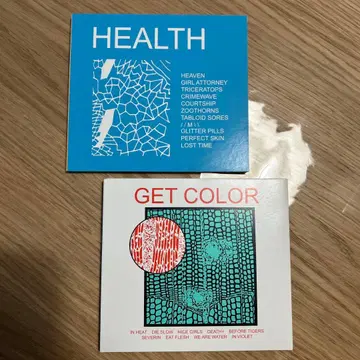 HEALTH
HEAVEN
GIRL ATTORNEY
TRICERATOPS
CRIMEWAVE
COURTSHIP
ZOOTHORNS
TABLOID SORES
//M\\
GLITTER PILLS
PERFECT SKIN
LOST TIME
GET COLOR
IN HEAT DIE SLOW NICE GIRLS DEATH+ BEFORE TIGERS
SEVERIN EAT FLESH WE ARE WATER IN VIOLET